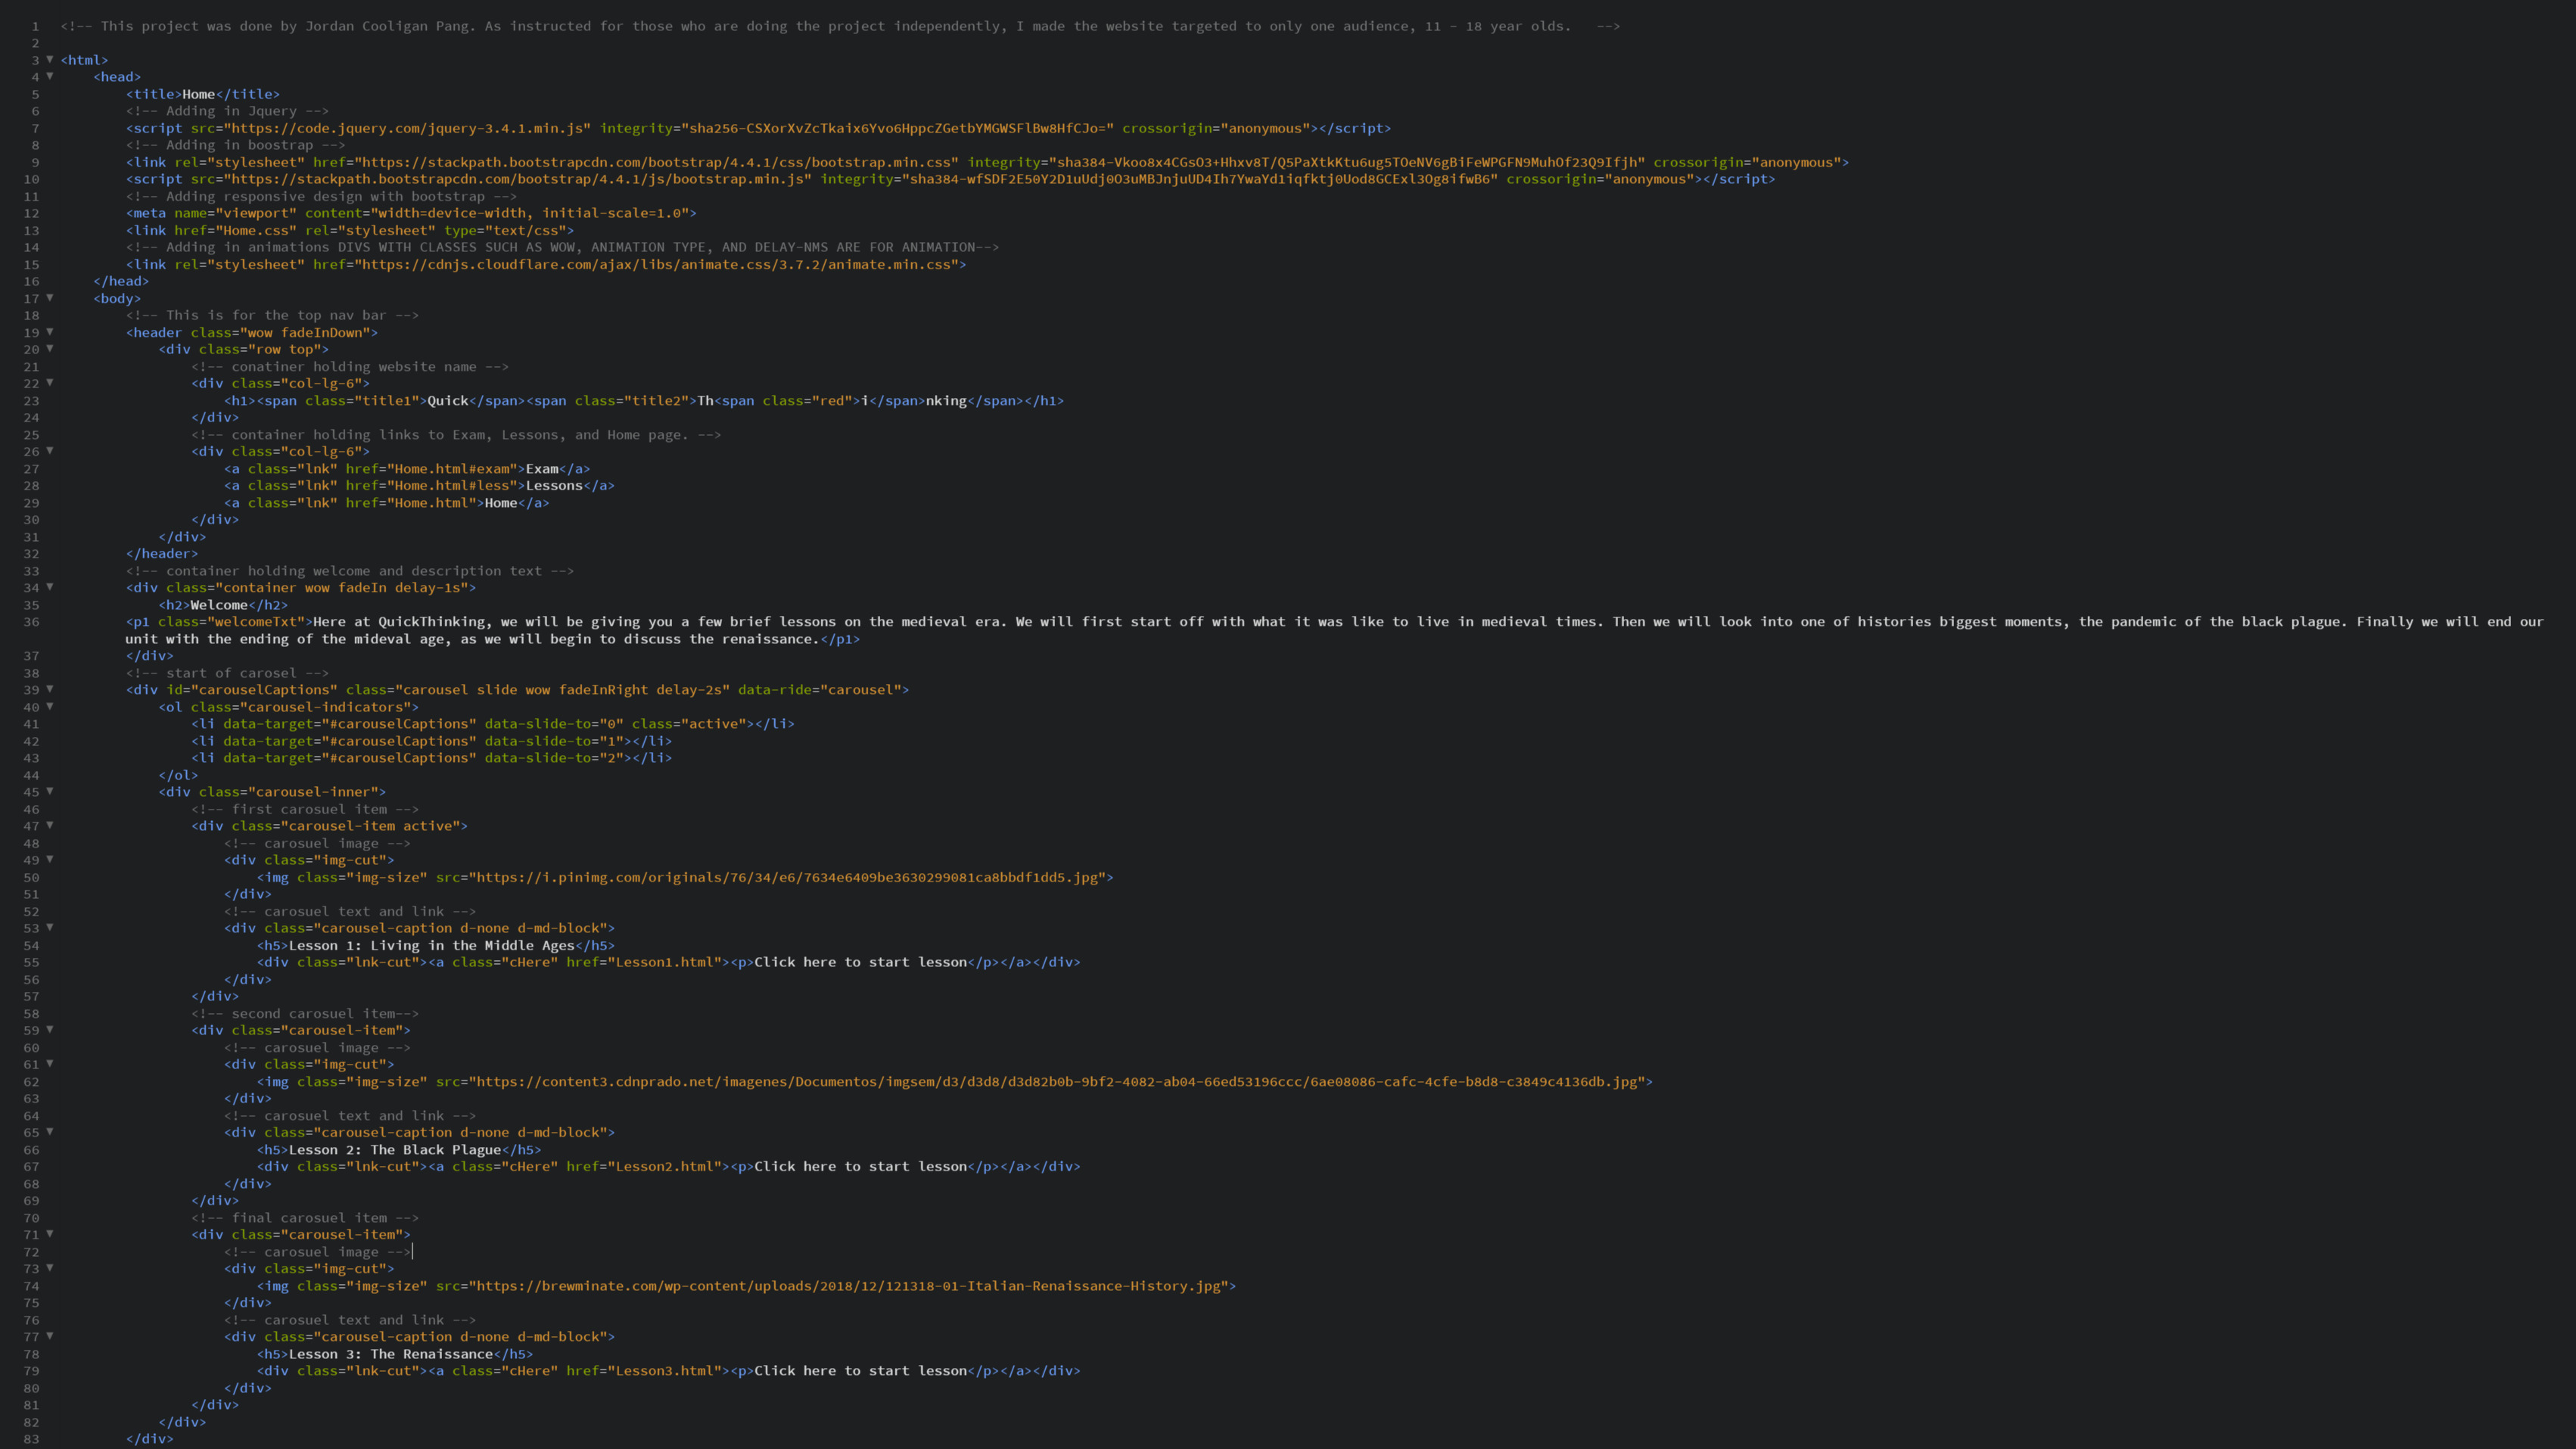 1 <!-- This project was done by Jordan Cooligan Pang. As instructed for those who are doing the project independently, I made the website targeted to only one audience, 11 - 18 year olds.   -->
2
3 <html>
4     <head>
5         <title>Home</title>
6         <!-- Adding in Jquery -->
7         <script src="https://code.jquery.com/jquery-3.4.1.min.js" integrity="sha256-CSXorXvZcTkaix6Yvo6HppcZGetbYMGWSFlBw8HfCJo=" crossorigin="anonymous"></script>
8         <!-- Adding in boostrap -->
9         <link rel="stylesheet" href="https://stackpath.bootstrapcdn.com/bootstrap/4.4.1/css/bootstrap.min.css" integrity="sha384-Vkoo8x4CGsO3+Hhxv8T/Q5PaXtkKtu6ug5TOeNV6gBiFeWPGFN9MuhOf23Q9Ifjh" crossorigin="anonymous">
10         <script src="https://stackpath.bootstrapcdn.com/bootstrap/4.4.1/js/bootstrap.min.js" integrity="sha384-wfSDF2E50Y2D1uUdj0O3uMBJnjuUD4Ih7YwaYd1iqfktj0Uod8GCExl3Og8ifwB6" crossorigin="anonymous"></script>
11         <!-- Adding responsive design with bootstrap -->
12         <meta name="viewport" content="width=device-width, initial-scale=1.0">
13         <link href="Home.css" rel="stylesheet" type="text/css">
14         <!-- Adding in animations DIVS WITH CLASSES SUCH AS WOW, ANIMATION TYPE, AND DELAY-NMS ARE FOR ANIMATION-->
15         <link rel="stylesheet" href="https://cdnjs.cloudflare.com/ajax/libs/animate.css/3.7.2/animate.min.css">
16     </head>
17     <body>
18         <!-- This is for the top nav bar -->
19         <header class="wow fadeInDown">
20             <div class="row top">
21                 <!-- conatiner holding website name -->
22                 <div class="col-lg-6">
23                     <h1><span class="title1">Quick</span><span class="title2">Th<span class="red">i</span>nking</span></h1>
24                 </div>
25                 <!-- container holding links to Exam, Lessons, and Home page. -->
26                 <div class="col-lg-6">
27                     <a class="lnk" href="Home.html#exam">Exam</a>
28                     <a class="lnk" href="Home.html#less">Lessons</a>
29                     <a class="lnk" href="Home.html">Home</a>
30                 </div>
31             </div>
32         </header>
33         <!-- container holding welcome and description text -->
34         <div class="container wow fadeIn delay-1s">
35             <h2>Welcome</h2>
36         <p1 class="welcomeTxt">Here at QuickThinking, we will be giving you a few brief lessons on the medieval era. We will first start off with what it was like to live in medieval times. Then we will look into one of histories biggest moments, the pandemic of the black plague. Finally we will end our
unit with the ending of the mideval age, as we will begin to discuss the renaissance.</p1>
37         </div>
38         <!-- start of carosel -->
39         <div id="carouselCaptions" class="carousel slide wow fadeInRight delay-2s" data-ride="carousel">
40             <ol class="carousel-indicators">
41                 <li data-target="#carouselCaptions" data-slide-to="0" class="active"></li>
42                 <li data-target="#carouselCaptions" data-slide-to="1"></li>
43                 <li data-target="#carouselCaptions" data-slide-to="2"></li>
44             </ol>
45             <div class="carousel-inner">
46                 <!-- first carosuel item -->
47                 <div class="carousel-item active">
48                     <!-- carosuel image -->
49                     <div class="img-cut">
50                         <img class="img-size" src="https://i.pinimg.com/originals/76/34/e6/7634e6409be3630299081ca8bbdf1dd5.jpg">
51                     </div>
52                     <!-- carosuel text and link -->
53                     <div class="carousel-caption d-none d-md-block">
54                         <h5>Lesson 1: Living in the Middle Ages</h5>
55                         <div class="lnk-cut"><a class="cHere" href="Lesson1.html"><p>Click here to start lesson</p></a></div>
56                     </div>
57                 </div>
58                 <!-- second carosuel item-->
59                 <div class="carousel-item">
60                     <!-- carosuel image -->
61                     <div class="img-cut">
62                         <img class="img-size" src="https://content3.cdnprado.net/imagenes/Documentos/imgsem/d3/d3d8/d3d82b0b-9bf2-4082-ab04-66ed53196ccc/6ae08086-cafc-4cfe-b8d8-c3849c4136db.jpg">
63                     </div>
64                     <!-- carosuel text and link -->
65                     <div class="carousel-caption d-none d-md-block">
66                         <h5>Lesson 2: The Black Plague</h5>
67                         <div class="lnk-cut"><a class="cHere" href="Lesson2.html"><p>Click here to start lesson</p></a></div>
68                     </div>
69                 </div>
70                 <!-- final carosuel item -->
71                 <div class="carousel-item">
72                     <!-- carosuel image -->
73                     <div class="img-cut">
74                         <img class="img-size" src="https://brewminate.com/wp-content/uploads/2018/12/121318-01-Italian-Renaissance-History.jpg">
75                     </div>
76                     <!-- carosuel text and link -->
77                     <div class="carousel-caption d-none d-md-block">
78                         <h5>Lesson 3: The Renaissance</h5>
79                         <div class="lnk-cut"><a class="cHere" href="Lesson3.html"><p>Click here to start lesson</p></a></div>
80                     </div>
81                 </div>
82             </div>
83         </div>